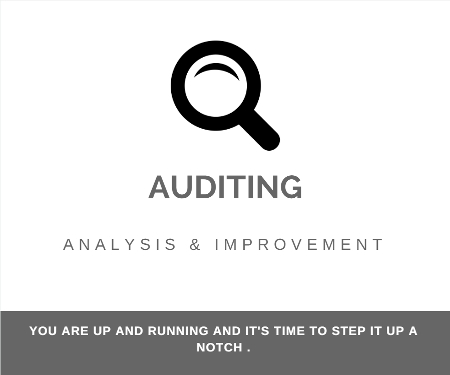 AUDITING
ANALYSIS & IMPROVEMENT
YOU ARE UP AND RUNNING AND IT'S TIME TO STEP IT UP A
NOTCH .